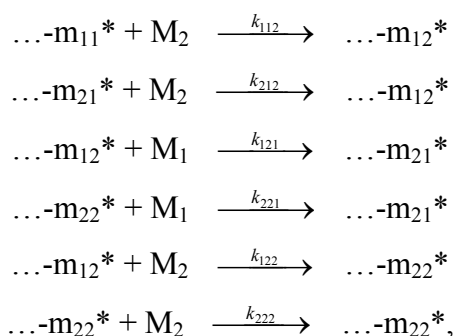 …-m₁₁* + M₂ —k₁₁₂→ …-m₁₂*
…-m₂₁* + M₂ —k₂₁₂→ …-m₁₂*
…-m₁₂* + M₁ —k₁₂₁→ …-m₂₁*
…-m₂₂* + M₁ —k₂₂₁→ …-m₂₁*
…-m₁₂* + M₂ —k₁₂₂→ …-m₂₂*
…-m₂₂* + M₂ —k₂₂₂→ …-m₂₂*,